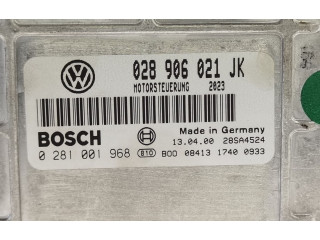 028 906 021 JK
MOTORSTEUERUNG 2023
BOSCH
Made in Germany
13.04.00 28SA4524
0 281 001 968 810 B00 08413 1740 0933